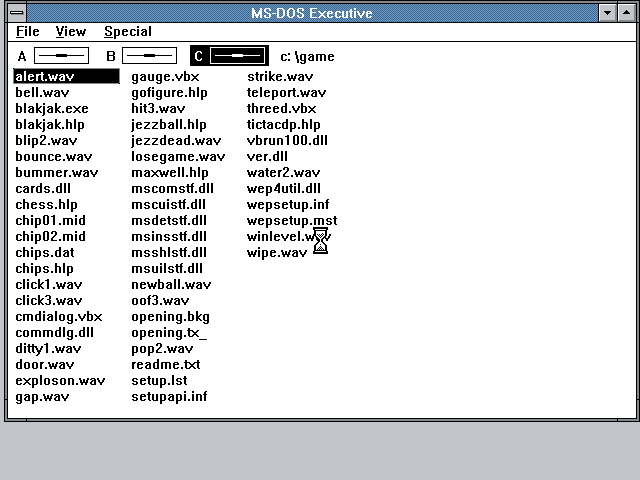 MS-DOS Executive
File View Special
A B C c: \game
alert.wav gauge.vbx strike.wav
bell.wav gofigure.hlp teleport.wav
blakjak.exe hit3.wav threed.vbx
blakjak.hlp jezzball.hlp tictacdp.hlp
blip2.wav jezzdead.wav vbrun100.dll
bounce.wav losegame.wav ver.dll
bummer.wav maxwell.hlp water2.wav
cards.dll mscomstf.dll wep4util.dll
chess.hlp mscuistf.dll wepsetup.inf
chip01.mid msdetstf.dll wepsetup.mst
chip02.mid msinsstf.dll winlevel.wav
chips.dat msshlstf.dll wipe.wav
chips.hlp msuilstf.dll
click1.wav newball.wav
click3.wav oof3.wav
cmdialog.vbx opening.bkg
commdlg.dll opening.tx_
ditty1.wav pop2.wav
door.wav readme.txt
exploson.wav setup.lst
gap.wav setupapi.inf